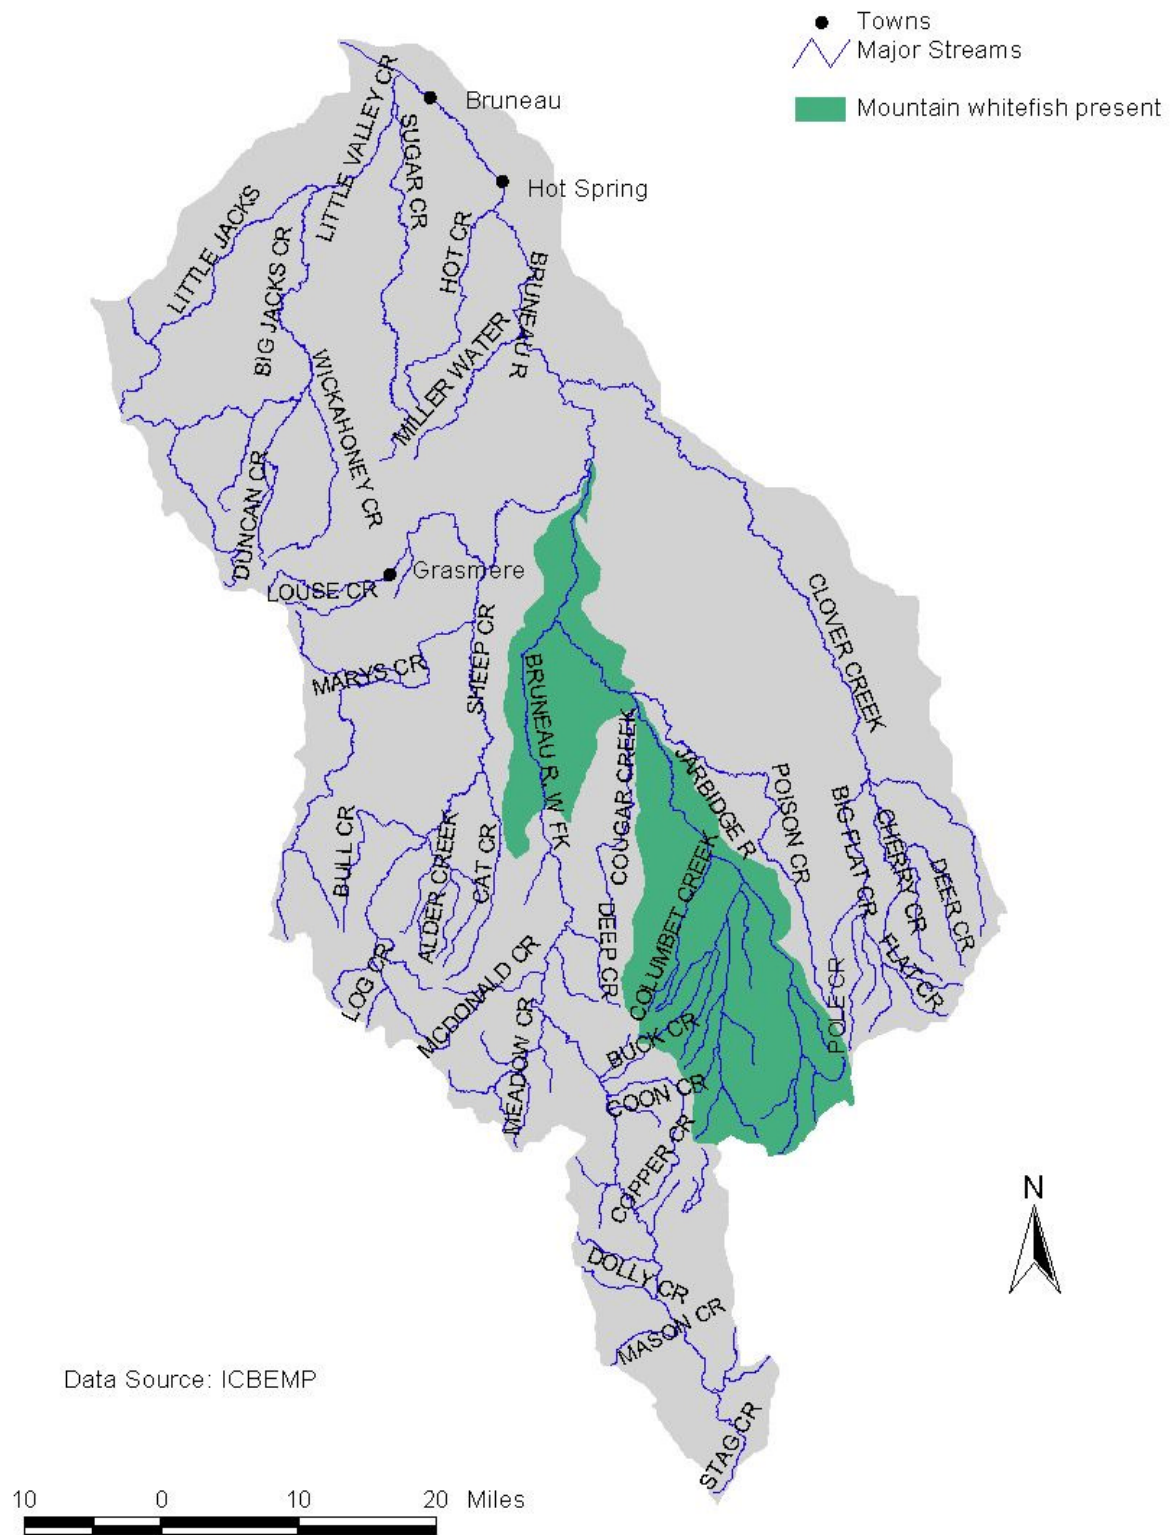 Towns
Major Streams
Mountain whitefish present
Bruneau
Hot Spring
LITTLE VALLEY CR
SUGAR CR
LITTLE JACKS
BIG JACKS CR
HOT CR
BRUNEAU R
MILLER WATER
WICKAHONEY CR
DUNCAN CR
Grasmere
LOUSE CR
MARYS CR
SHEEP CR
BRUNEAU R, W FK
CLOVER CREEK
COUGAR CREEK
JARBIDGE R
POISON CR
BIG FLAT CR
CHERRY CR
DEER CR
FLAT CR
BULL CR
ALDER CREEK
CAT CR
COLUMBET CREEK
DEEP CR
POLE CR
LOG CR
MCDONALD CR
MEADOW CR
BUCK CR
COON CR
COPPER CR
DOLLY CR
MASON CR
STAG CR
N
Data Source: ICBEMP
10 0 10 20 Miles